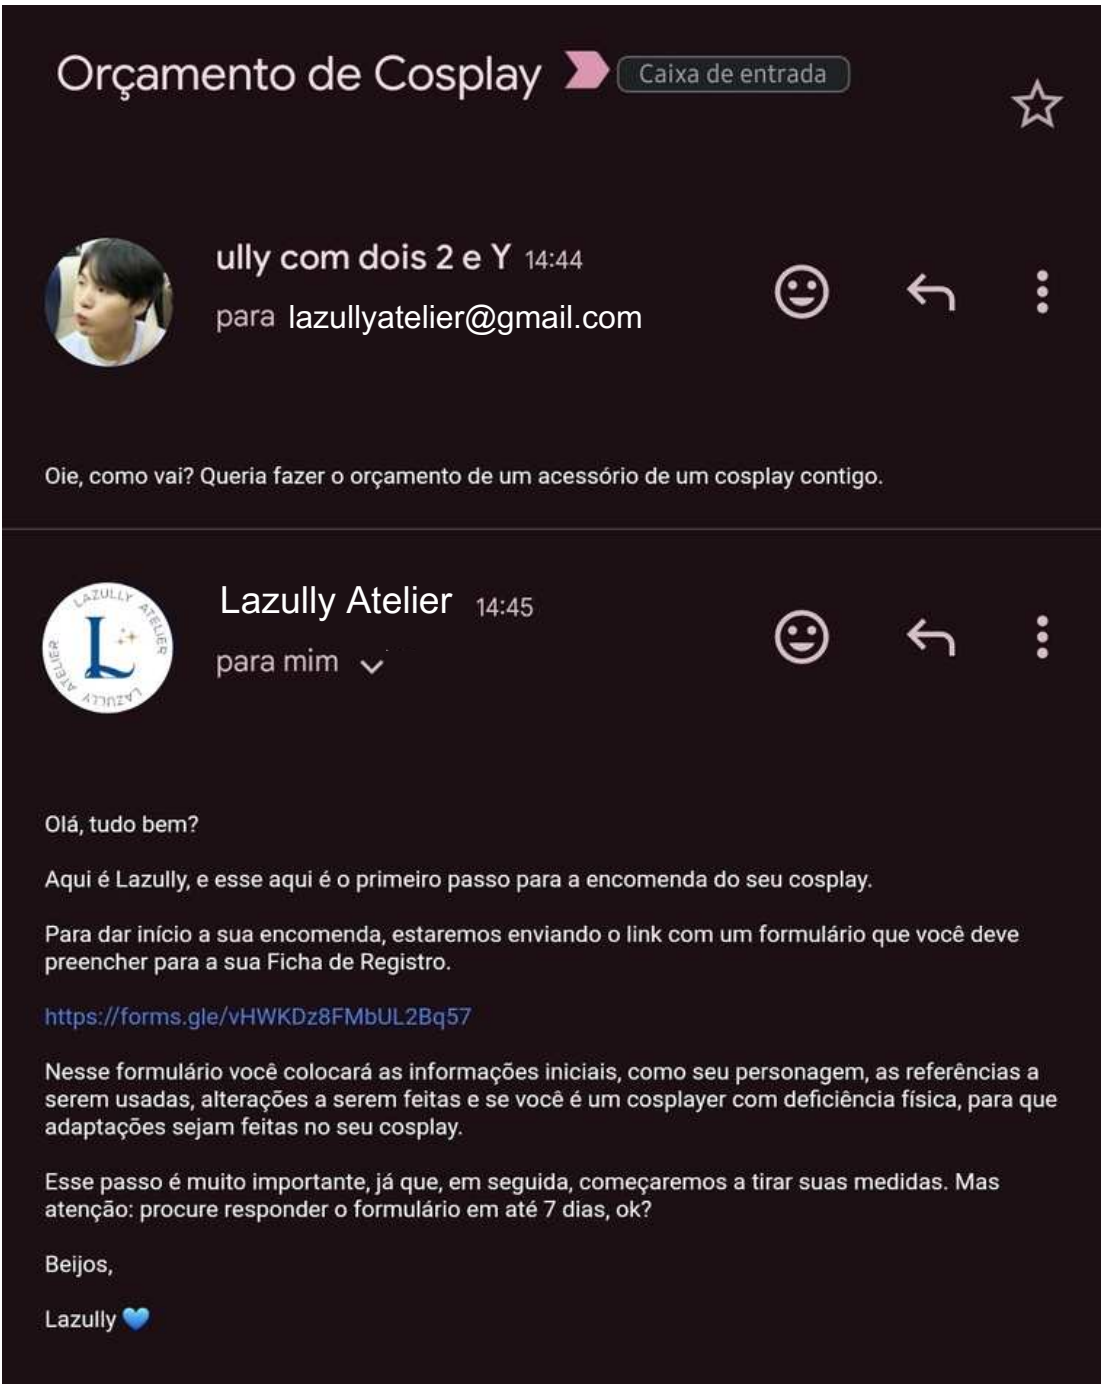 Orçamento de Cosplay Caixa de entrada
ully com dois 2 e Y 14:44
para lazullyatelier@gmail.com
Oie, como vai? Queria fazer o orçamento de um acessório de um cosplay contigo.
LAZULLY ATELIER LAZULLY ATELIER
L
Lazully Atelier 14:45
para mim
Olá, tudo bem?
Aqui é Lazully, e esse aqui é o primeiro passo para a encomenda do seu cosplay.
Para dar início a sua encomenda, estaremos enviando o link com um formulário que você deve
preencher para a sua Ficha de Registro.
https://forms.gle/vHWKDz8FMbUL2Bq57
Nesse formulário você colocará as informações iniciais, como seu personagem, as referências a
serem usadas, alterações a serem feitas e se você é um cosplayer com deficiência física, para que
adaptações sejam feitas no seu cosplay.
Esse passo é muito importante, já que, em seguida, começaremos a tirar suas medidas. Mas
atenção: procure responder o formulário em até 7 dias, ok?
Beijos,
Lazully 💙